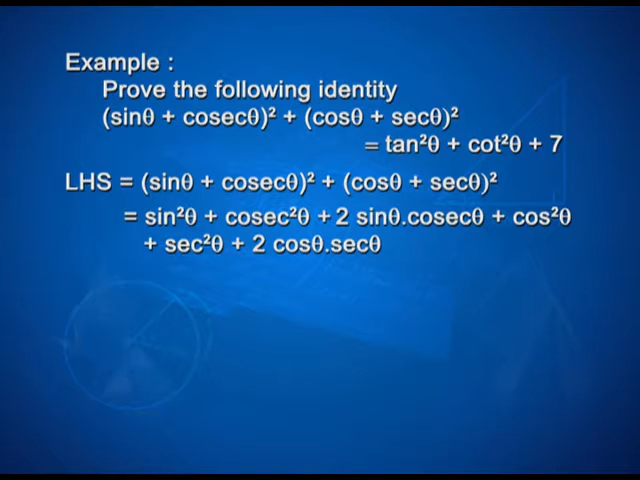 Example :
Prove the following identity
(sinθ + cosecθ)² + (cosθ + secθ)²
= tan²θ + cot²θ + 7
LHS = (sinθ + cosecθ)² + (cosθ + secθ)²
= sin²θ + cosec²θ + 2 sinθ.cosecθ + cos²θ
+ sec²θ + 2 cosθ.secθ